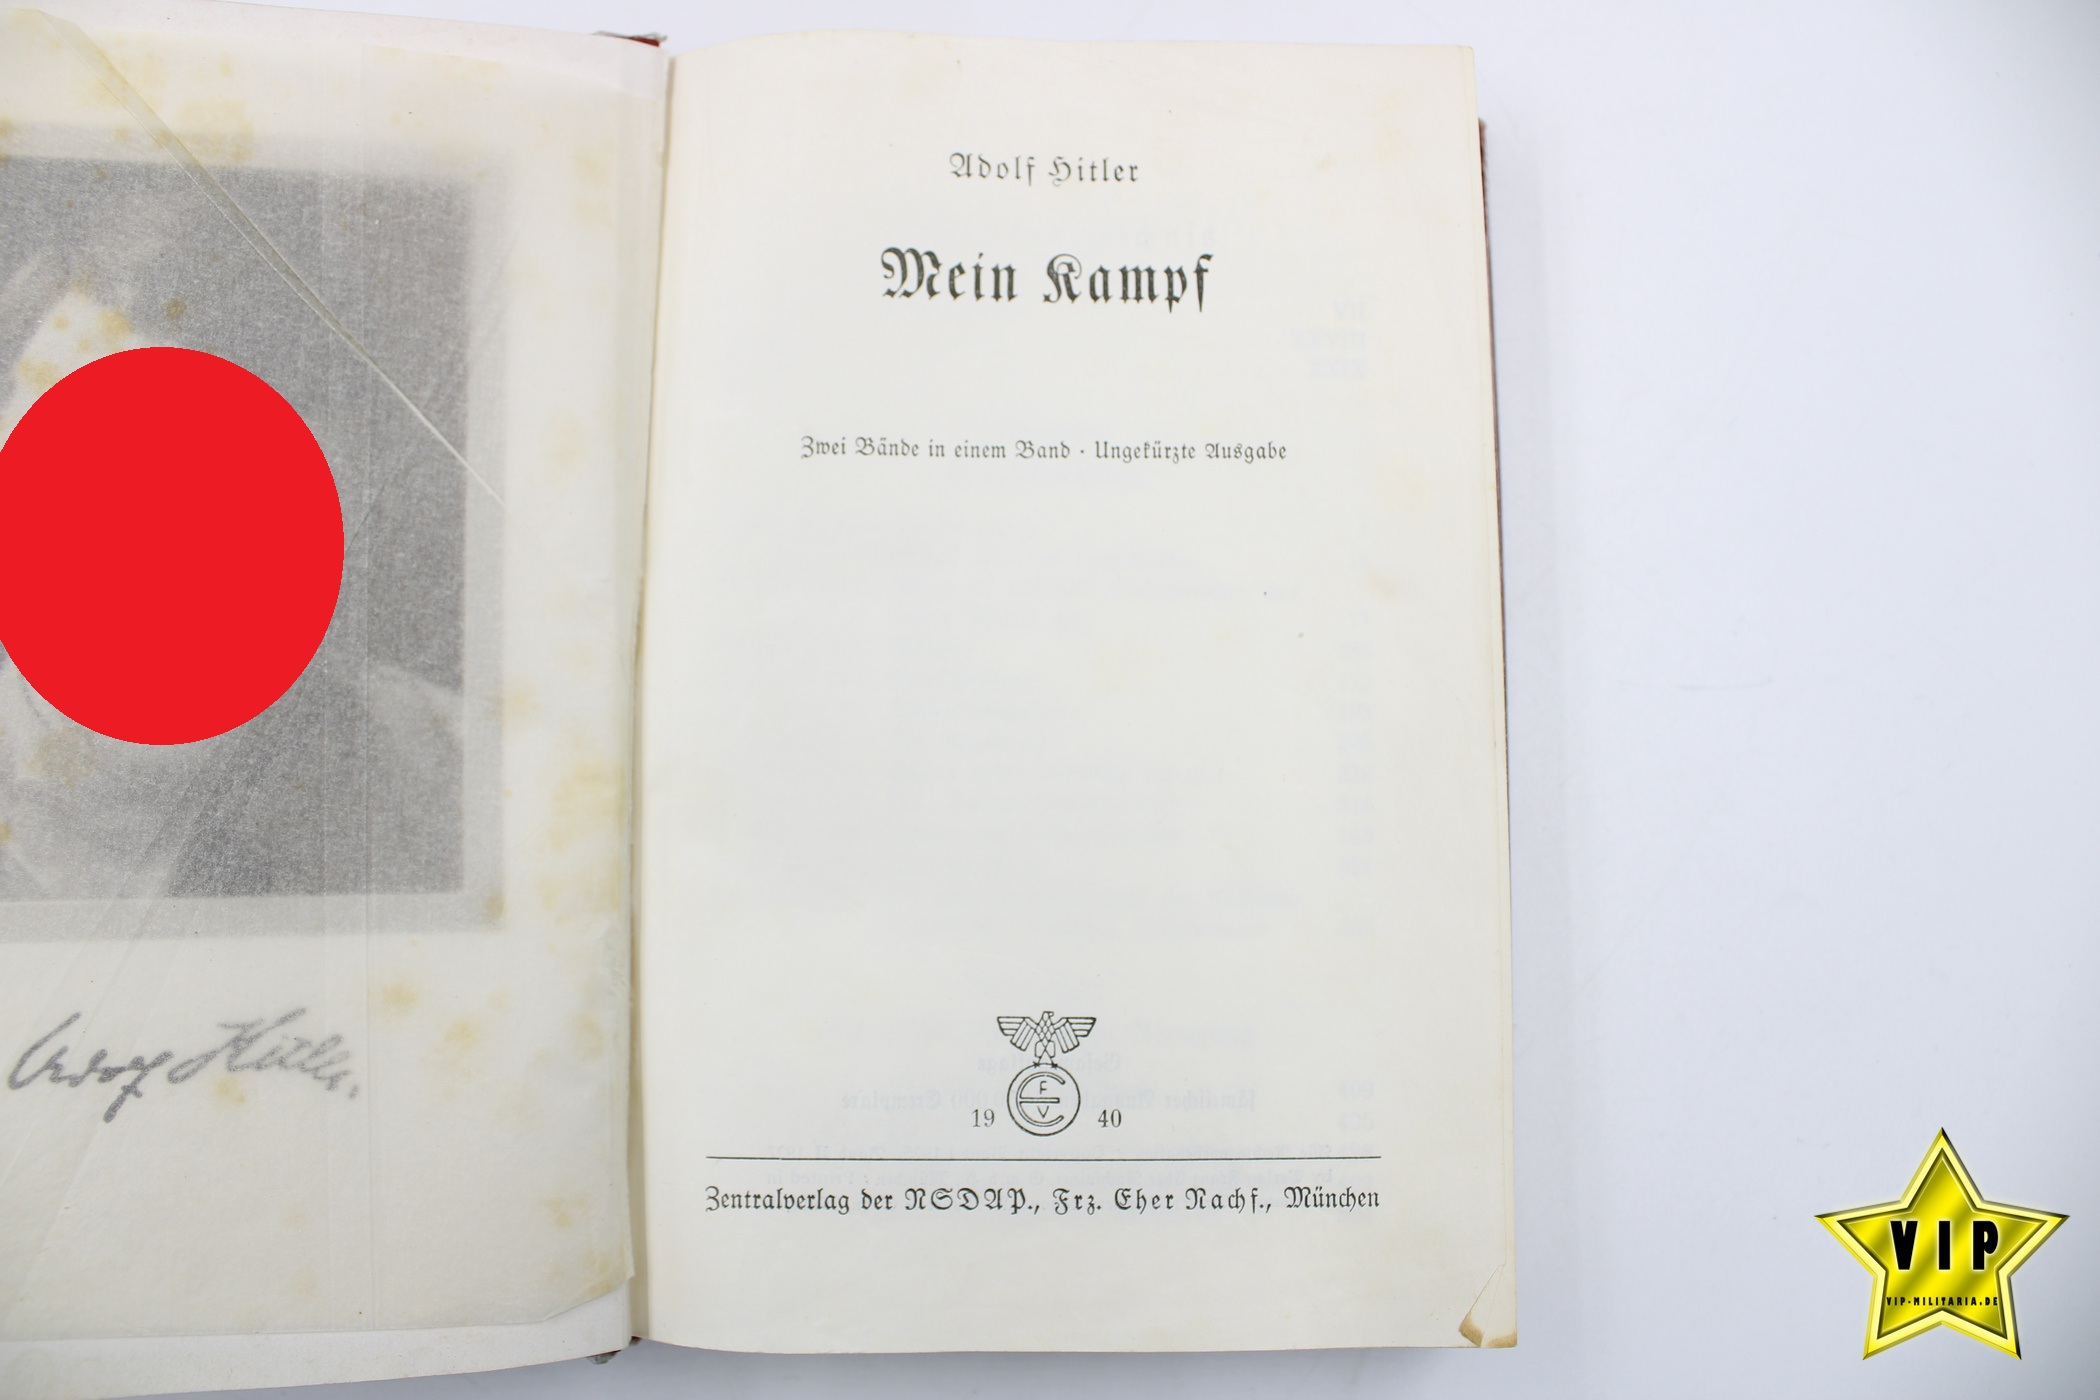 Adolf Hitler
Adolf Hitler
Mein Kampf
Zwei Bände in einem Band · Ungekürzte Ausgabe
F
E
V
19 40
Zentralverlag der NSDAP., Frz. Eher Nachf., München
VIP
VIP-MILITARIA.DE